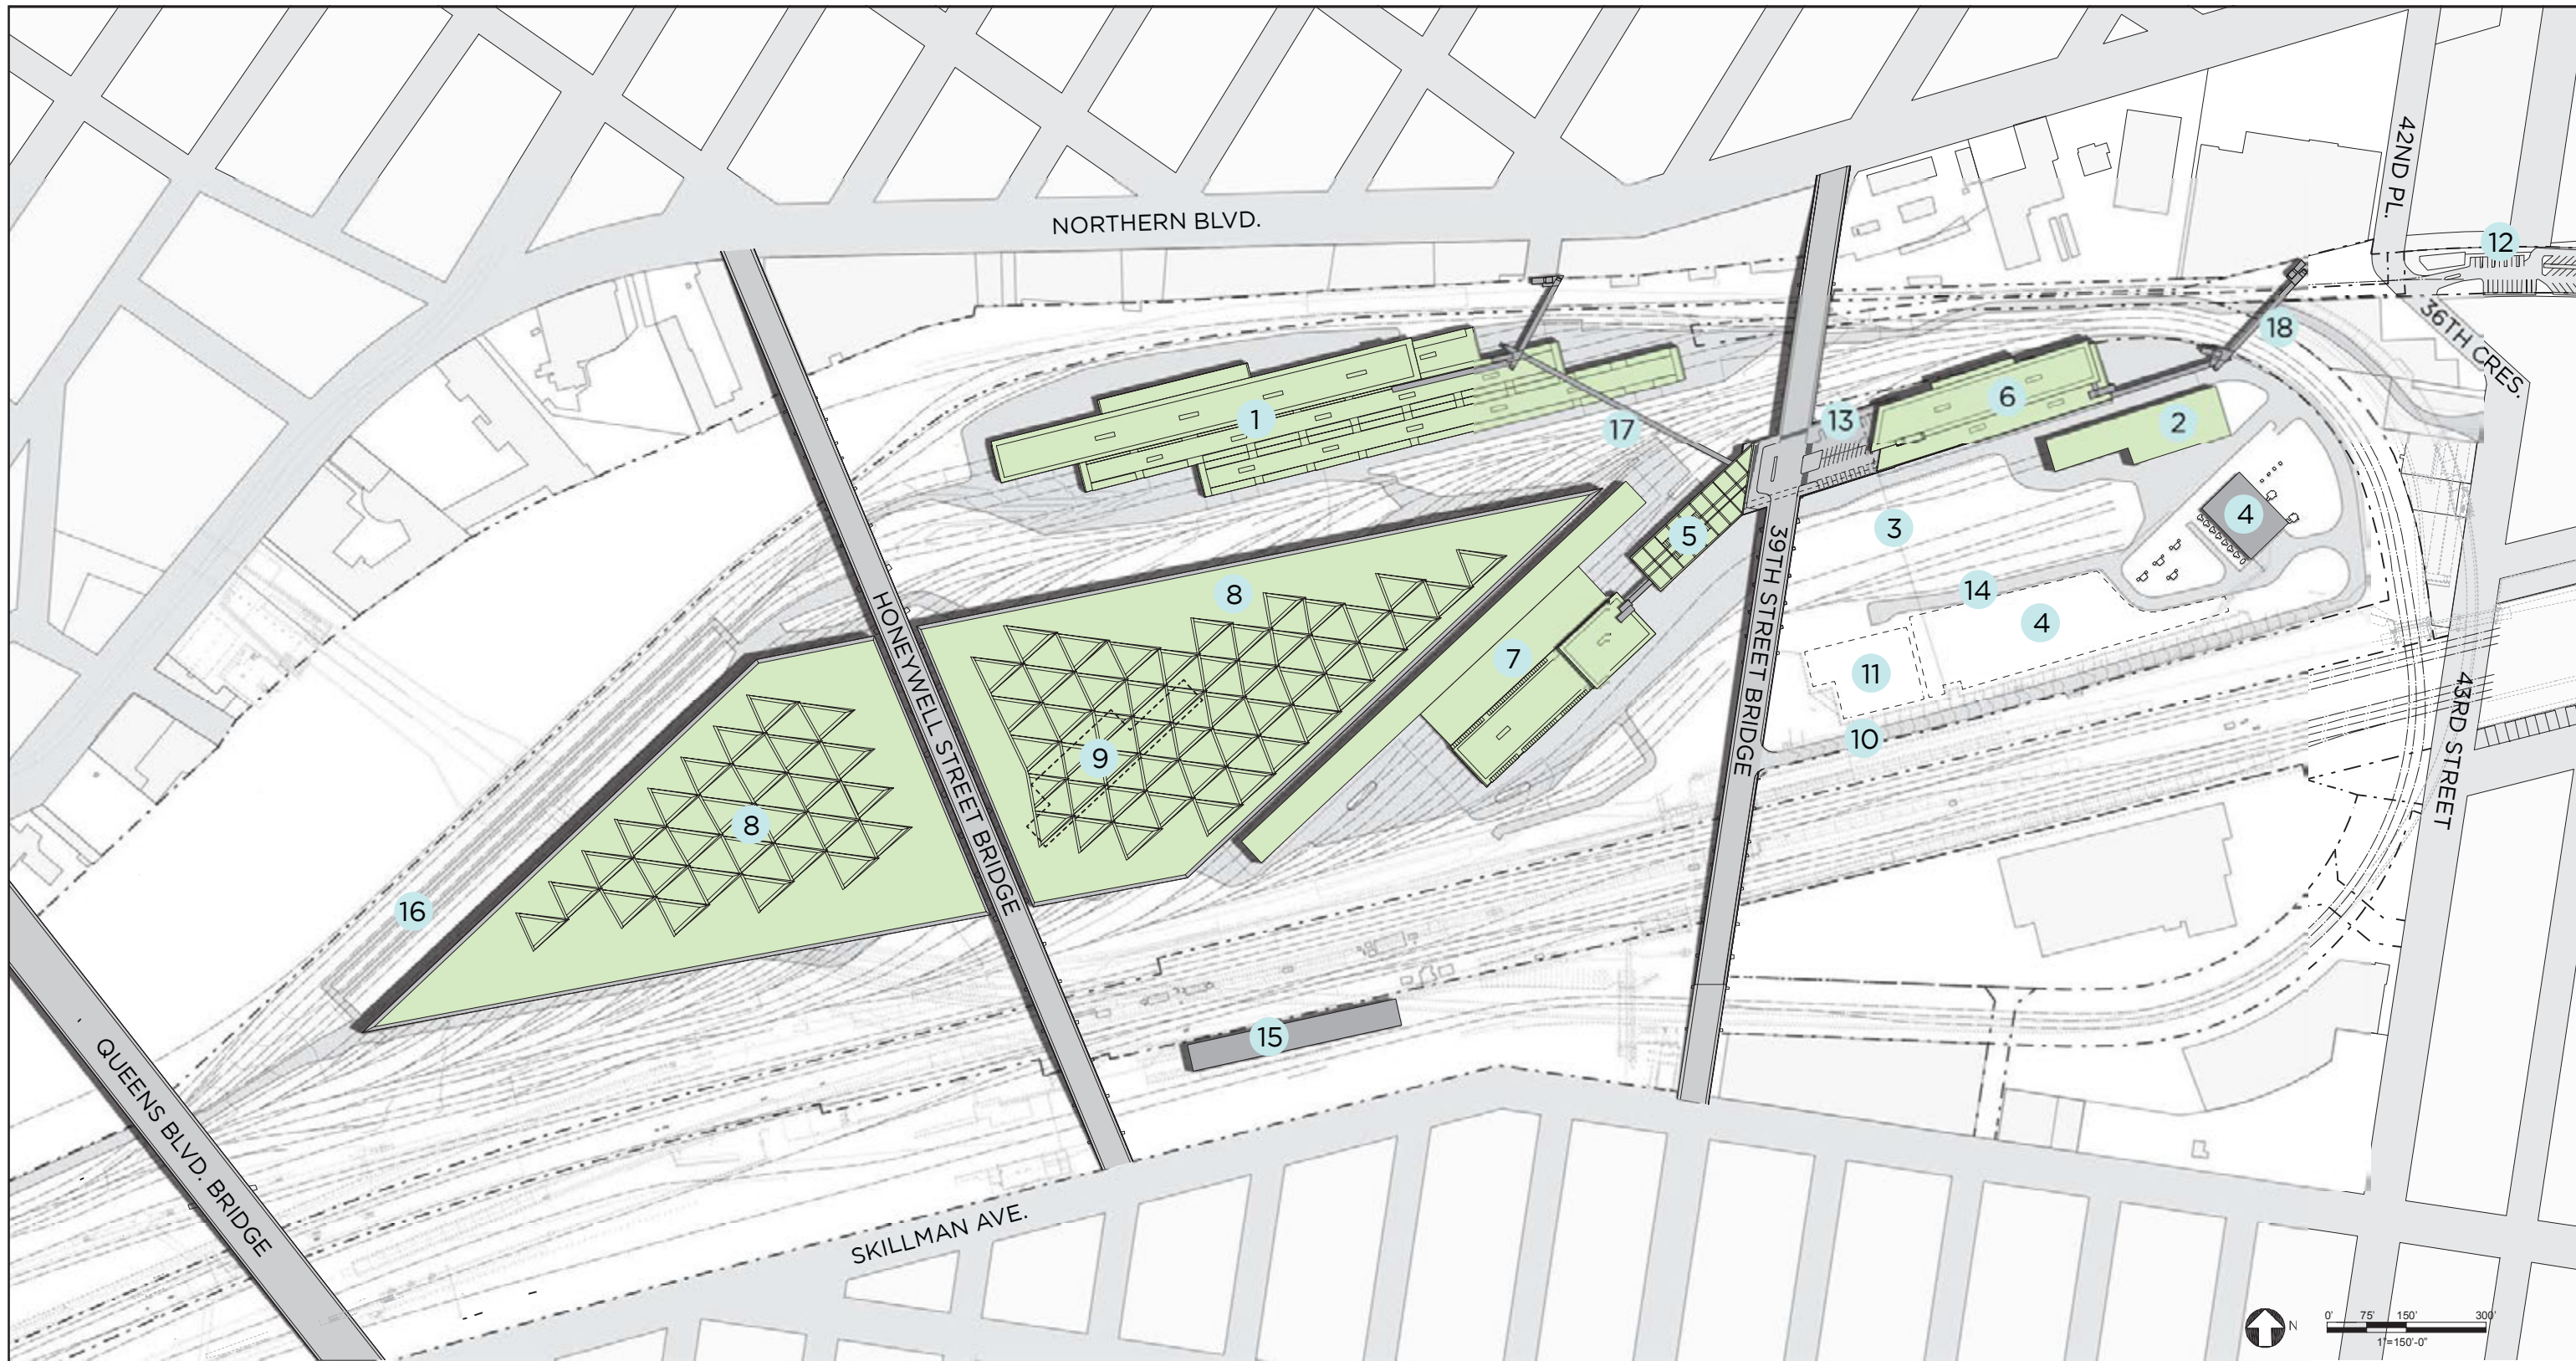 NORTHERN BLVD.
42ND PL.
12
36TH CRES.
18
1
17
13
6
2
5
39TH STREET BRIDGE
3
4
8
HONEYWELL STREET BRIDGE
14
4
7
11
9
10
43RD STREET
8
16
15
QUEENS BLVD. BRIDGE
SKILLMAN AVE.
N
0' 75' 150' 300'
1"=150'-0"